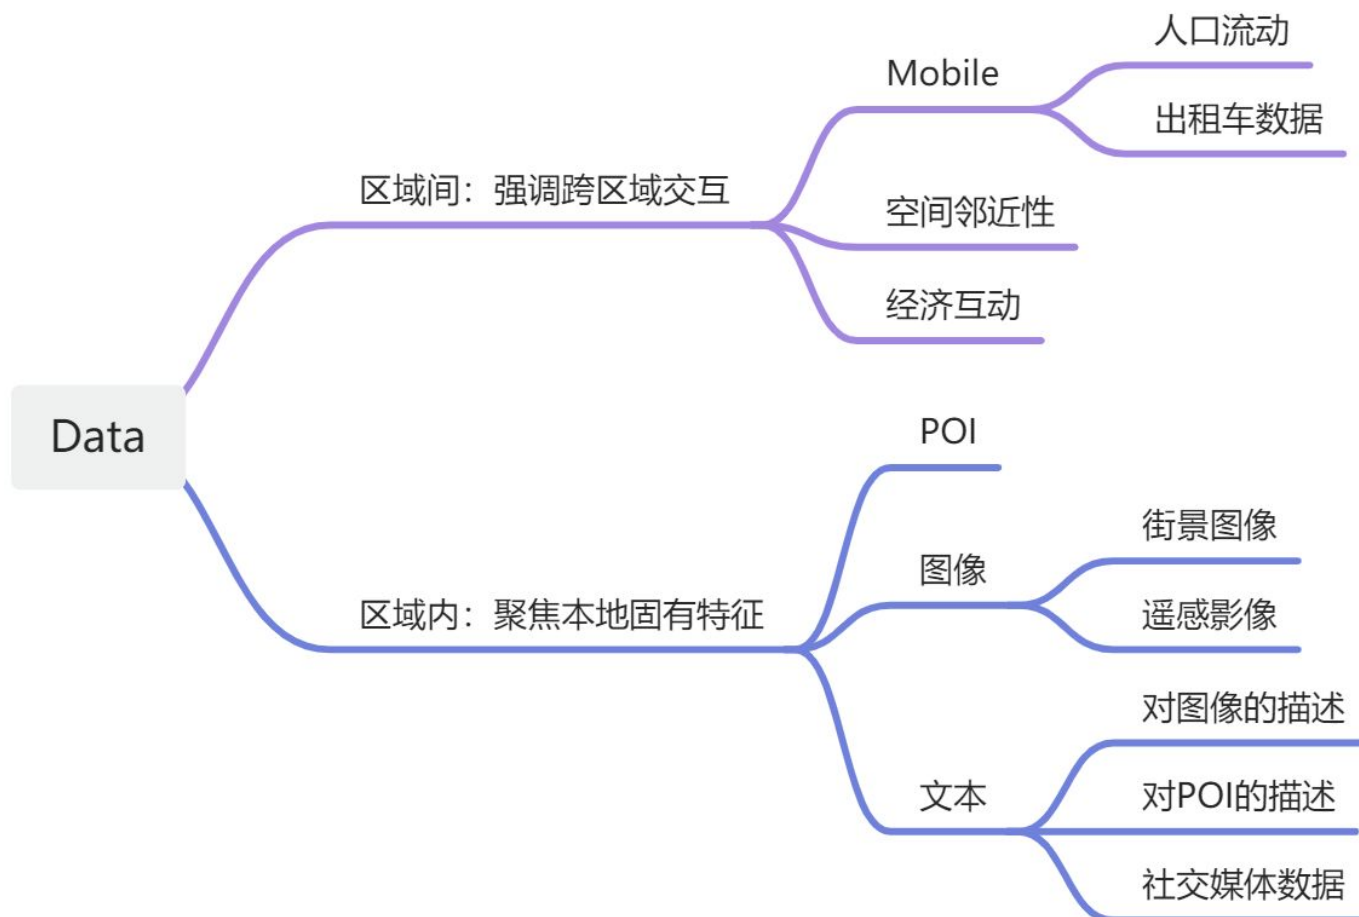 Data
区域间：强调跨区域交互
Mobile
人口流动
出租车数据
空间邻近性
经济互动
区域内：聚焦本地固有特征
POI
图像
街景图像
遥感影像
文本
对图像的描述
对POI的描述
社交媒体数据